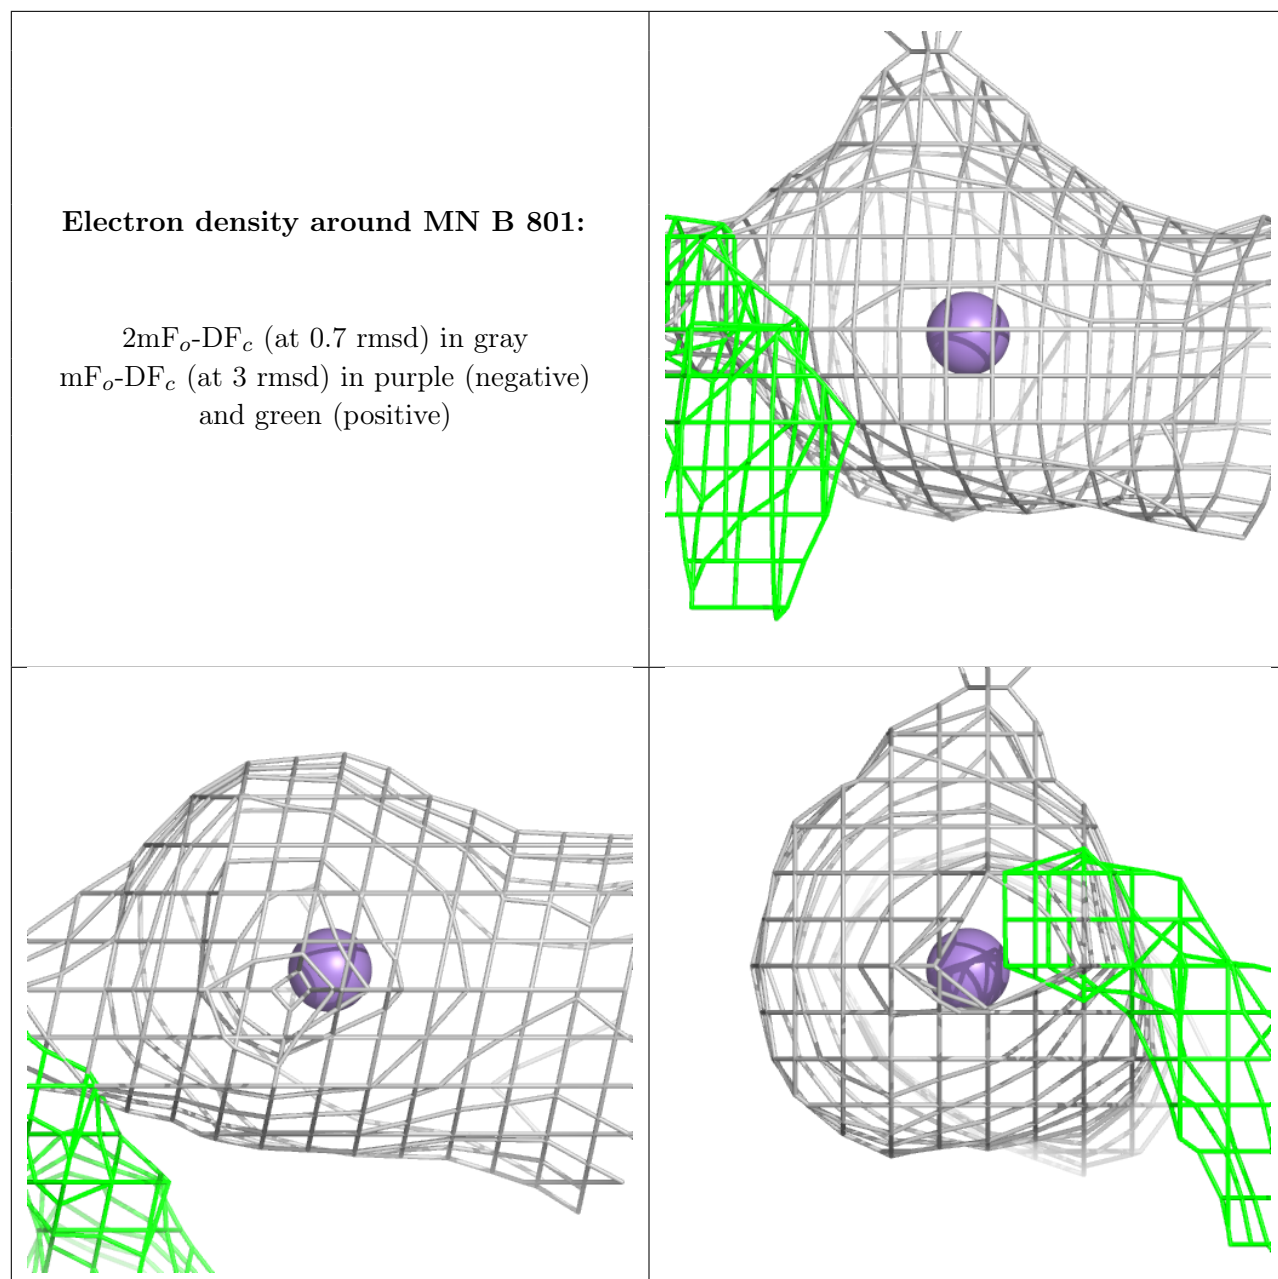 Electron density around MN B 801:
2mFo-DFc (at 0.7 rmsd) in gray
mFo-DFc (at 3 rmsd) in purple (negative)
and green (positive)